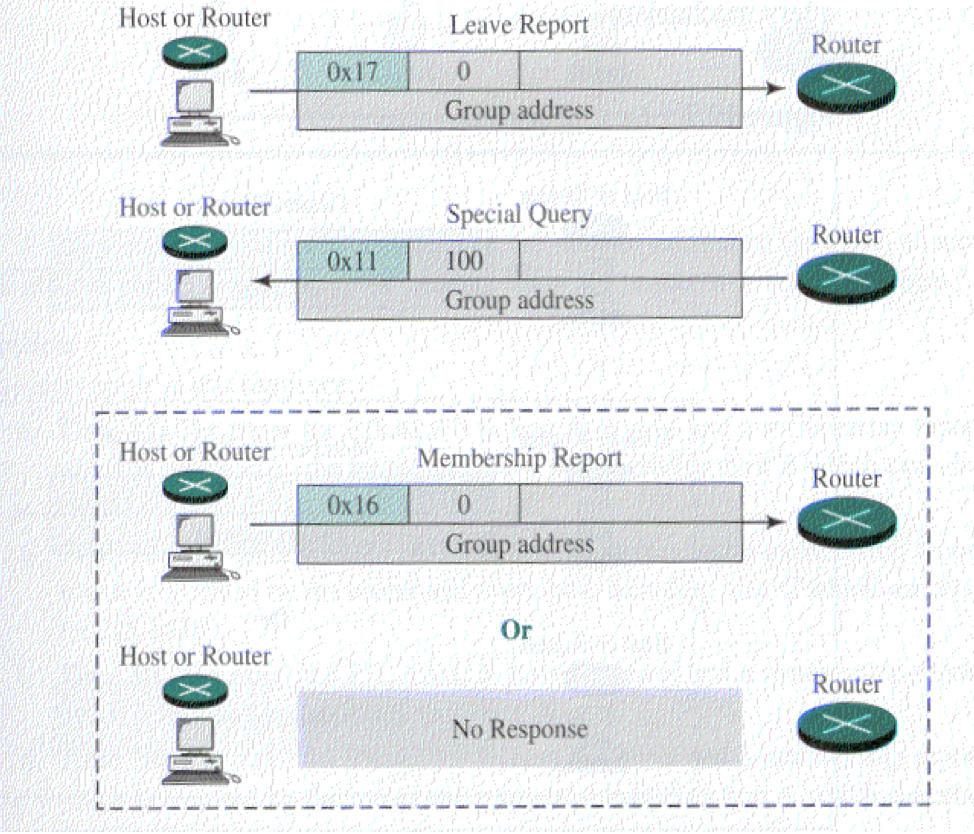 Host or Router
Leave Report
Router
0x17 0
Group address
Host or Router
Special Query
Router
0x11 100
Group address
Host or Router
Membership Report
Router
0x16 0
Group address
Or
Host or Router
Router
No Response